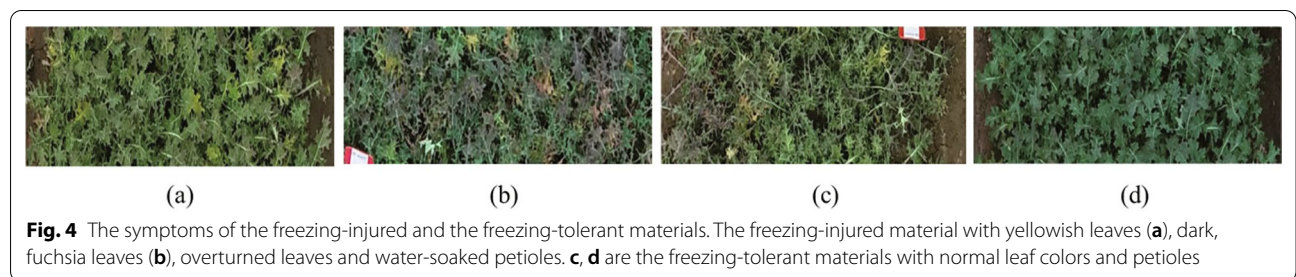 (a) (b) (c) (d)
Fig. 4 The symptoms of the freezing-injured and the freezing-tolerant materials. The freezing-injured material with yellowish leaves (a), dark,
fuchsia leaves (b), overturned leaves and water-soaked petioles. c, d are the freezing-tolerant materials with normal leaf colors and petioles